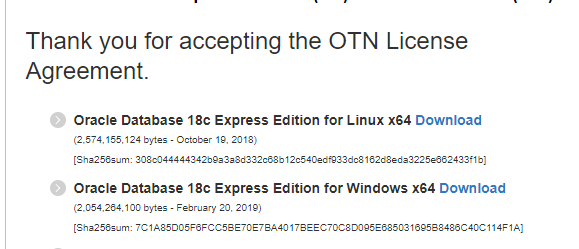 Thank you for accepting the OTN License
Agreement.
Oracle Database 18c Express Edition for Linux x64 Download
(2,574,155,124 bytes - October 19, 2018)
[Sha256sum: 308c044444342b9a3a8d332c68b12c540edf933dc8162d8eda3225e662433f1b]
Oracle Database 18c Express Edition for Windows x64 Download
(2,054,264,100 bytes - February 20, 2019)
[Sha256sum: 7C1A85D05F6FCC5BE70E7BA4017BEEC70C8D095E685031695B8486C40C114F1A]